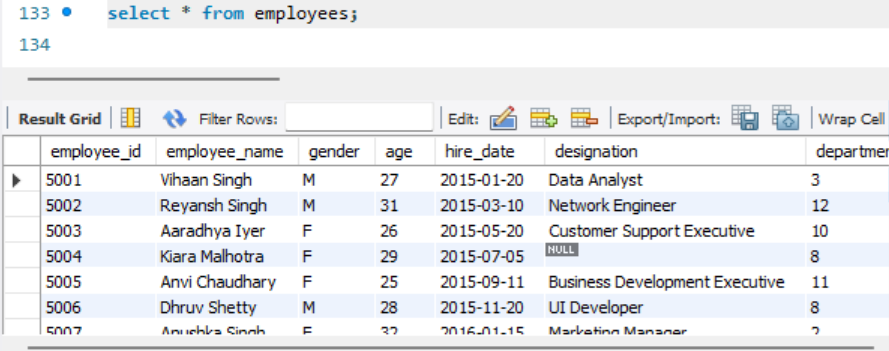 133 select * from employees;
134
Result Grid Filter Rows: Edit: Export/Import: Wrap Cell
employee_id employee_name gender age hire_date designation departmen
5001 Vihaan Singh M 27 2015-01-20 Data Analyst 3
5002 Reyansh Singh M 31 2015-03-10 Network Engineer 12
5003 Aaradhya Iyer F 26 2015-05-20 Customer Support Executive 10
5004 Kiara Malhotra F 29 2015-07-05 NULL 8
5005 Anvi Chaudhary F 25 2015-09-11 Business Development Executive 11
5006 Dhruv Shetty M 28 2015-11-20 UI Developer 8
5007 Anushka Singh F 32 2016-01-15 Marketing Manager 2